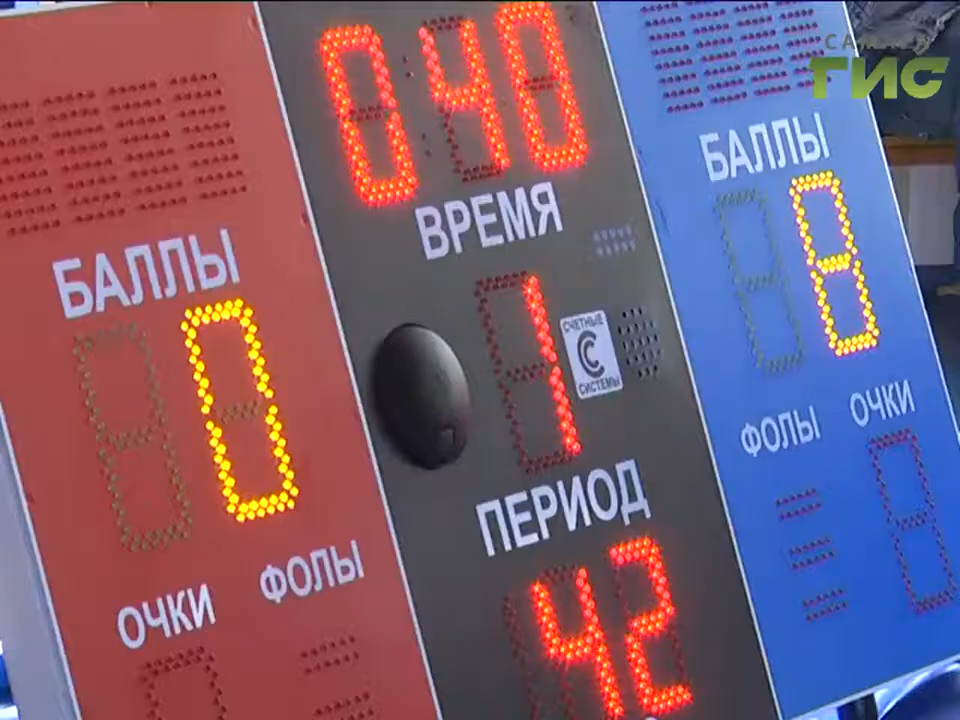 ГИС
040
ВРЕМЯ
БАЛЛЫ
0
БАЛЛЫ
8
1
СЧЕТНЫЕ
С
СИСТЕМЫ
ПЕРИОД
42
ОЧКИ ФОЛЫ
ФОЛЫ ОЧКИ